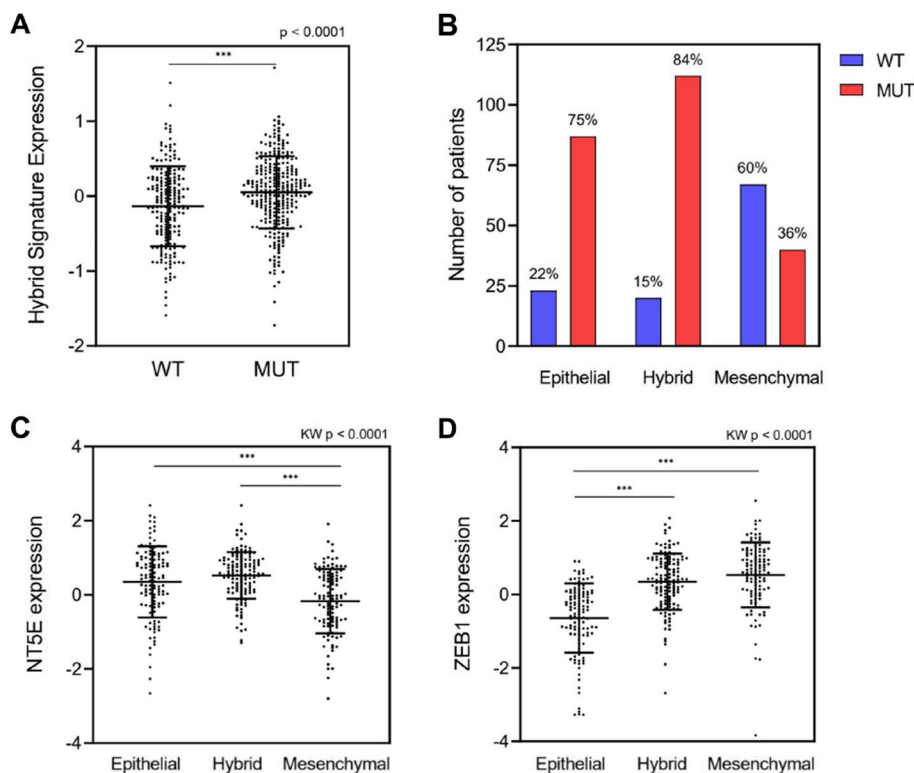 A
p < 0.0001
***
Hybrid Signature Expression
2
1
0
-1
-2
WT MUT
B
Number of patients
125
100
75
50
25
0
22% 75% 15% 84% 60% 36%
Epithelial Hybrid Mesenchymal
WT
MUT
C
KW p < 0.0001
***
***
NT5E expression
4
2
0
-2
-4
Epithelial Hybrid Mesenchymal
D
KW p < 0.0001
***
***
ZEB1 expression
4
2
0
-2
-4
Epithelial Hybrid Mesenchymal